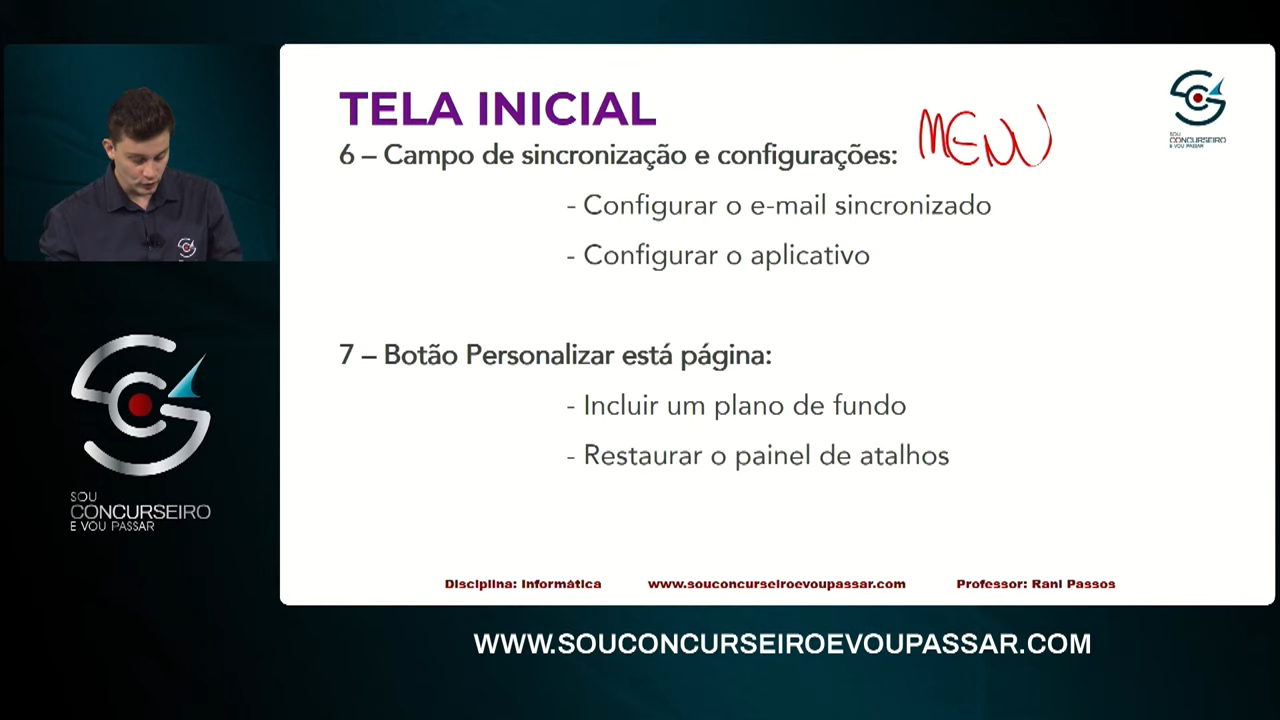 TELA INICIAL
6 – Campo de sincronização e configurações: MENU
- Configurar o e-mail sincronizado
- Configurar o aplicativo
7 – Botão Personalizar está página:
- Incluir um plano de fundo
- Restaurar o painel de atalhos
Disciplina: Informática www.souconcurseiroevoupassar.com Professor: Rani Passos
SOU
CONCURSEIRO
E VOU PASSAR
SOU
CONCURSEIRO
E VOU PASSAR
WWW.SOUCONCURSEIROEVOUPASSAR.COM